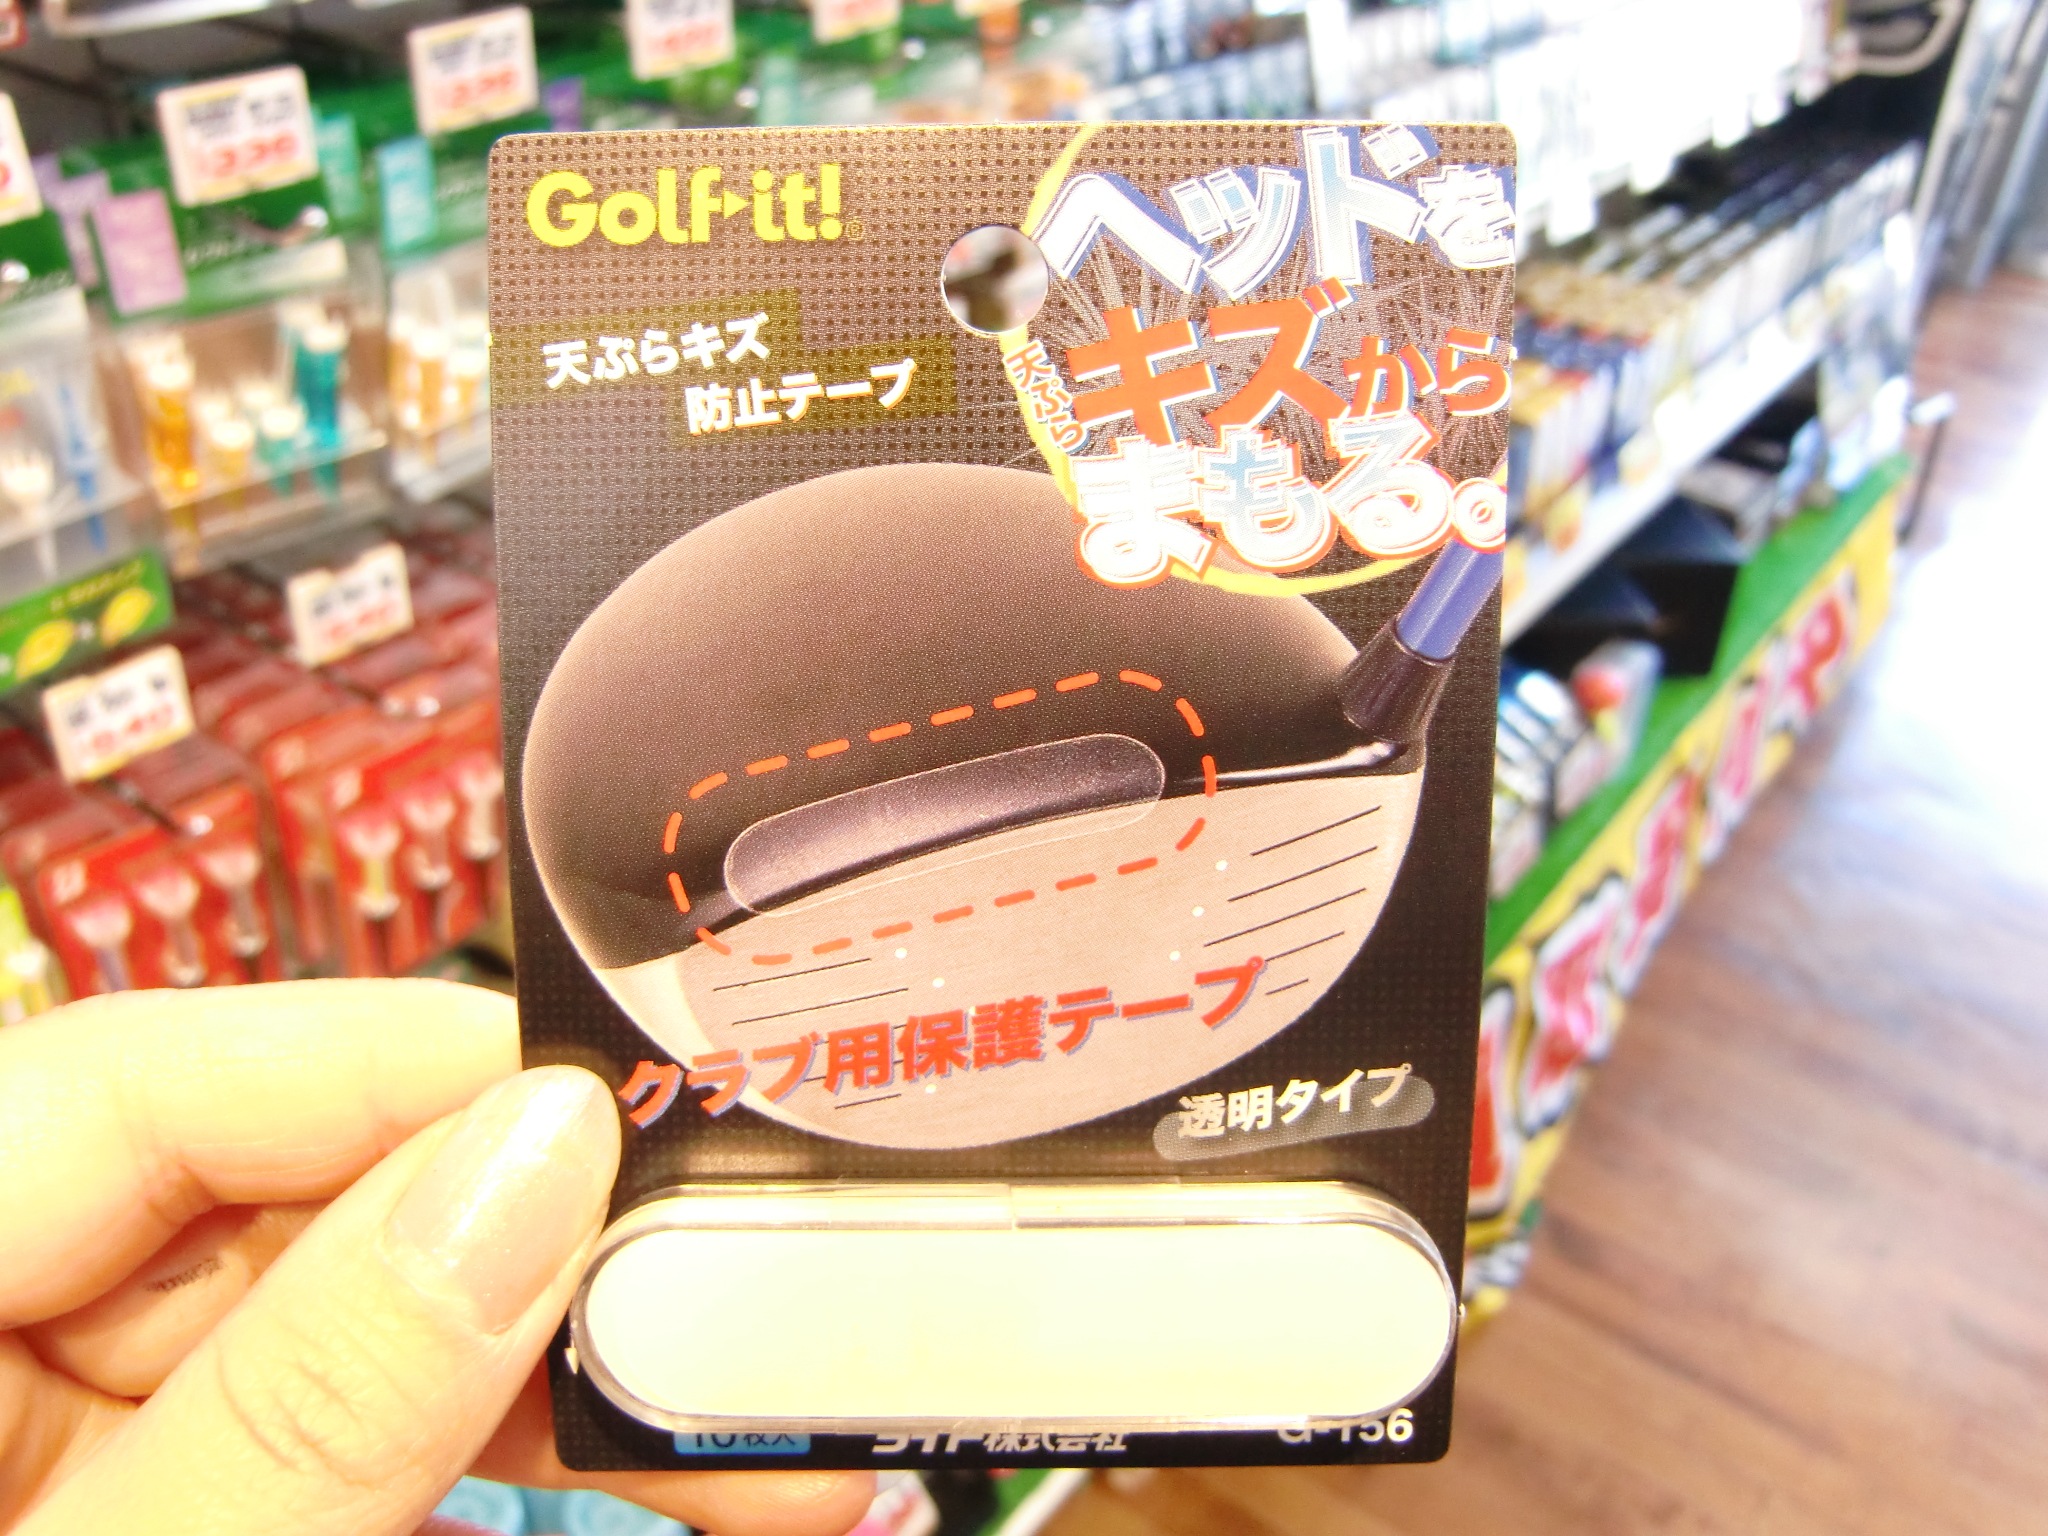 Golf▸it!
ヘッドを
天ぷら
キズから
まもる。
天ぷらキズ
防止テープ
クラブ用保護テープ
透明タイプ
10枚入
ライト株式会社
G-156